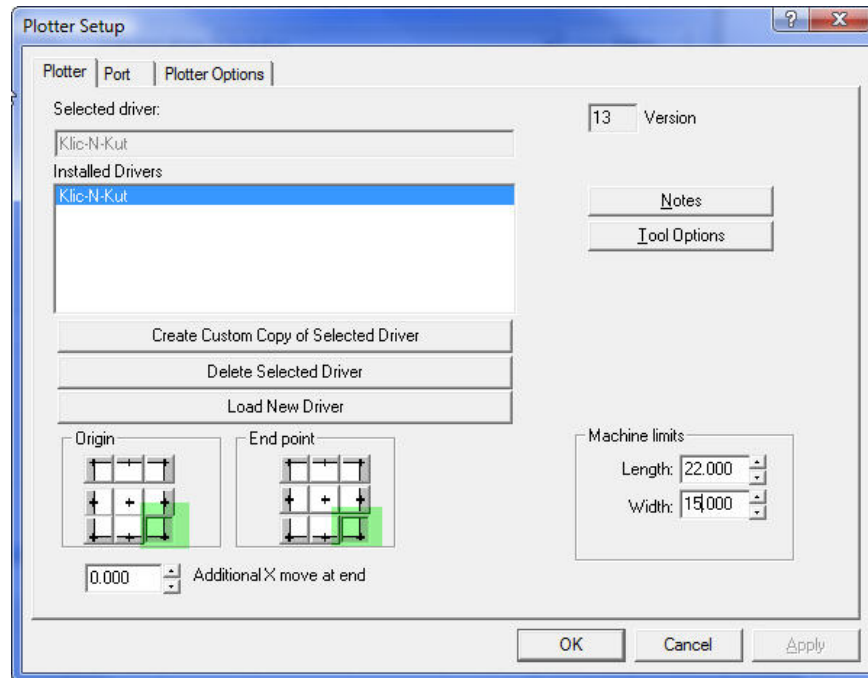 Plotter Setup
Plotter Port Plotter Options
Selected driver:
13 Version
Klic-N-Kut
Installed Drivers
Klic-N-Kut
Notes
Tool Options
Create Custom Copy of Selected Driver
Delete Selected Driver
Load New Driver
Origin End point Machine limits
Length: 22.000
Width: 15.000
0.000 Additional X move at end
OK Cancel Apply